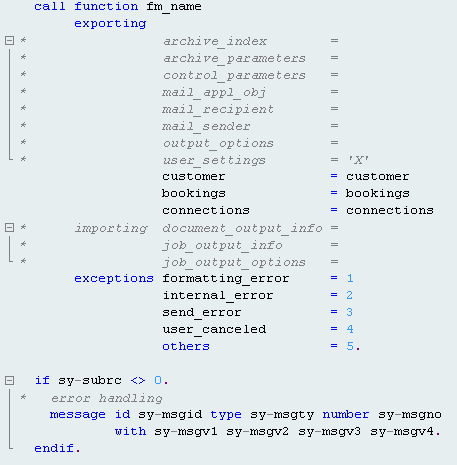 call function fm_name
exporting
* archive_index =
* archive_parameters =
* control_parameters =
* mail_appl_obj =
* mail_recipient =
* mail_sender =
* output_options =
* user_settings = 'X'
customer = customer
bookings = bookings
connections = connections
* importing document_output_info =
* job_output_info =
* job_output_options =
exceptions formatting_error = 1
internal_error = 2
send_error = 3
user_canceled = 4
others = 5.
if sy-subrc <> 0.
* error handling
message id sy-msgid type sy-msgty number sy-msgno
with sy-msgv1 sy-msgv2 sy-msgv3 sy-msgv4.
endif.